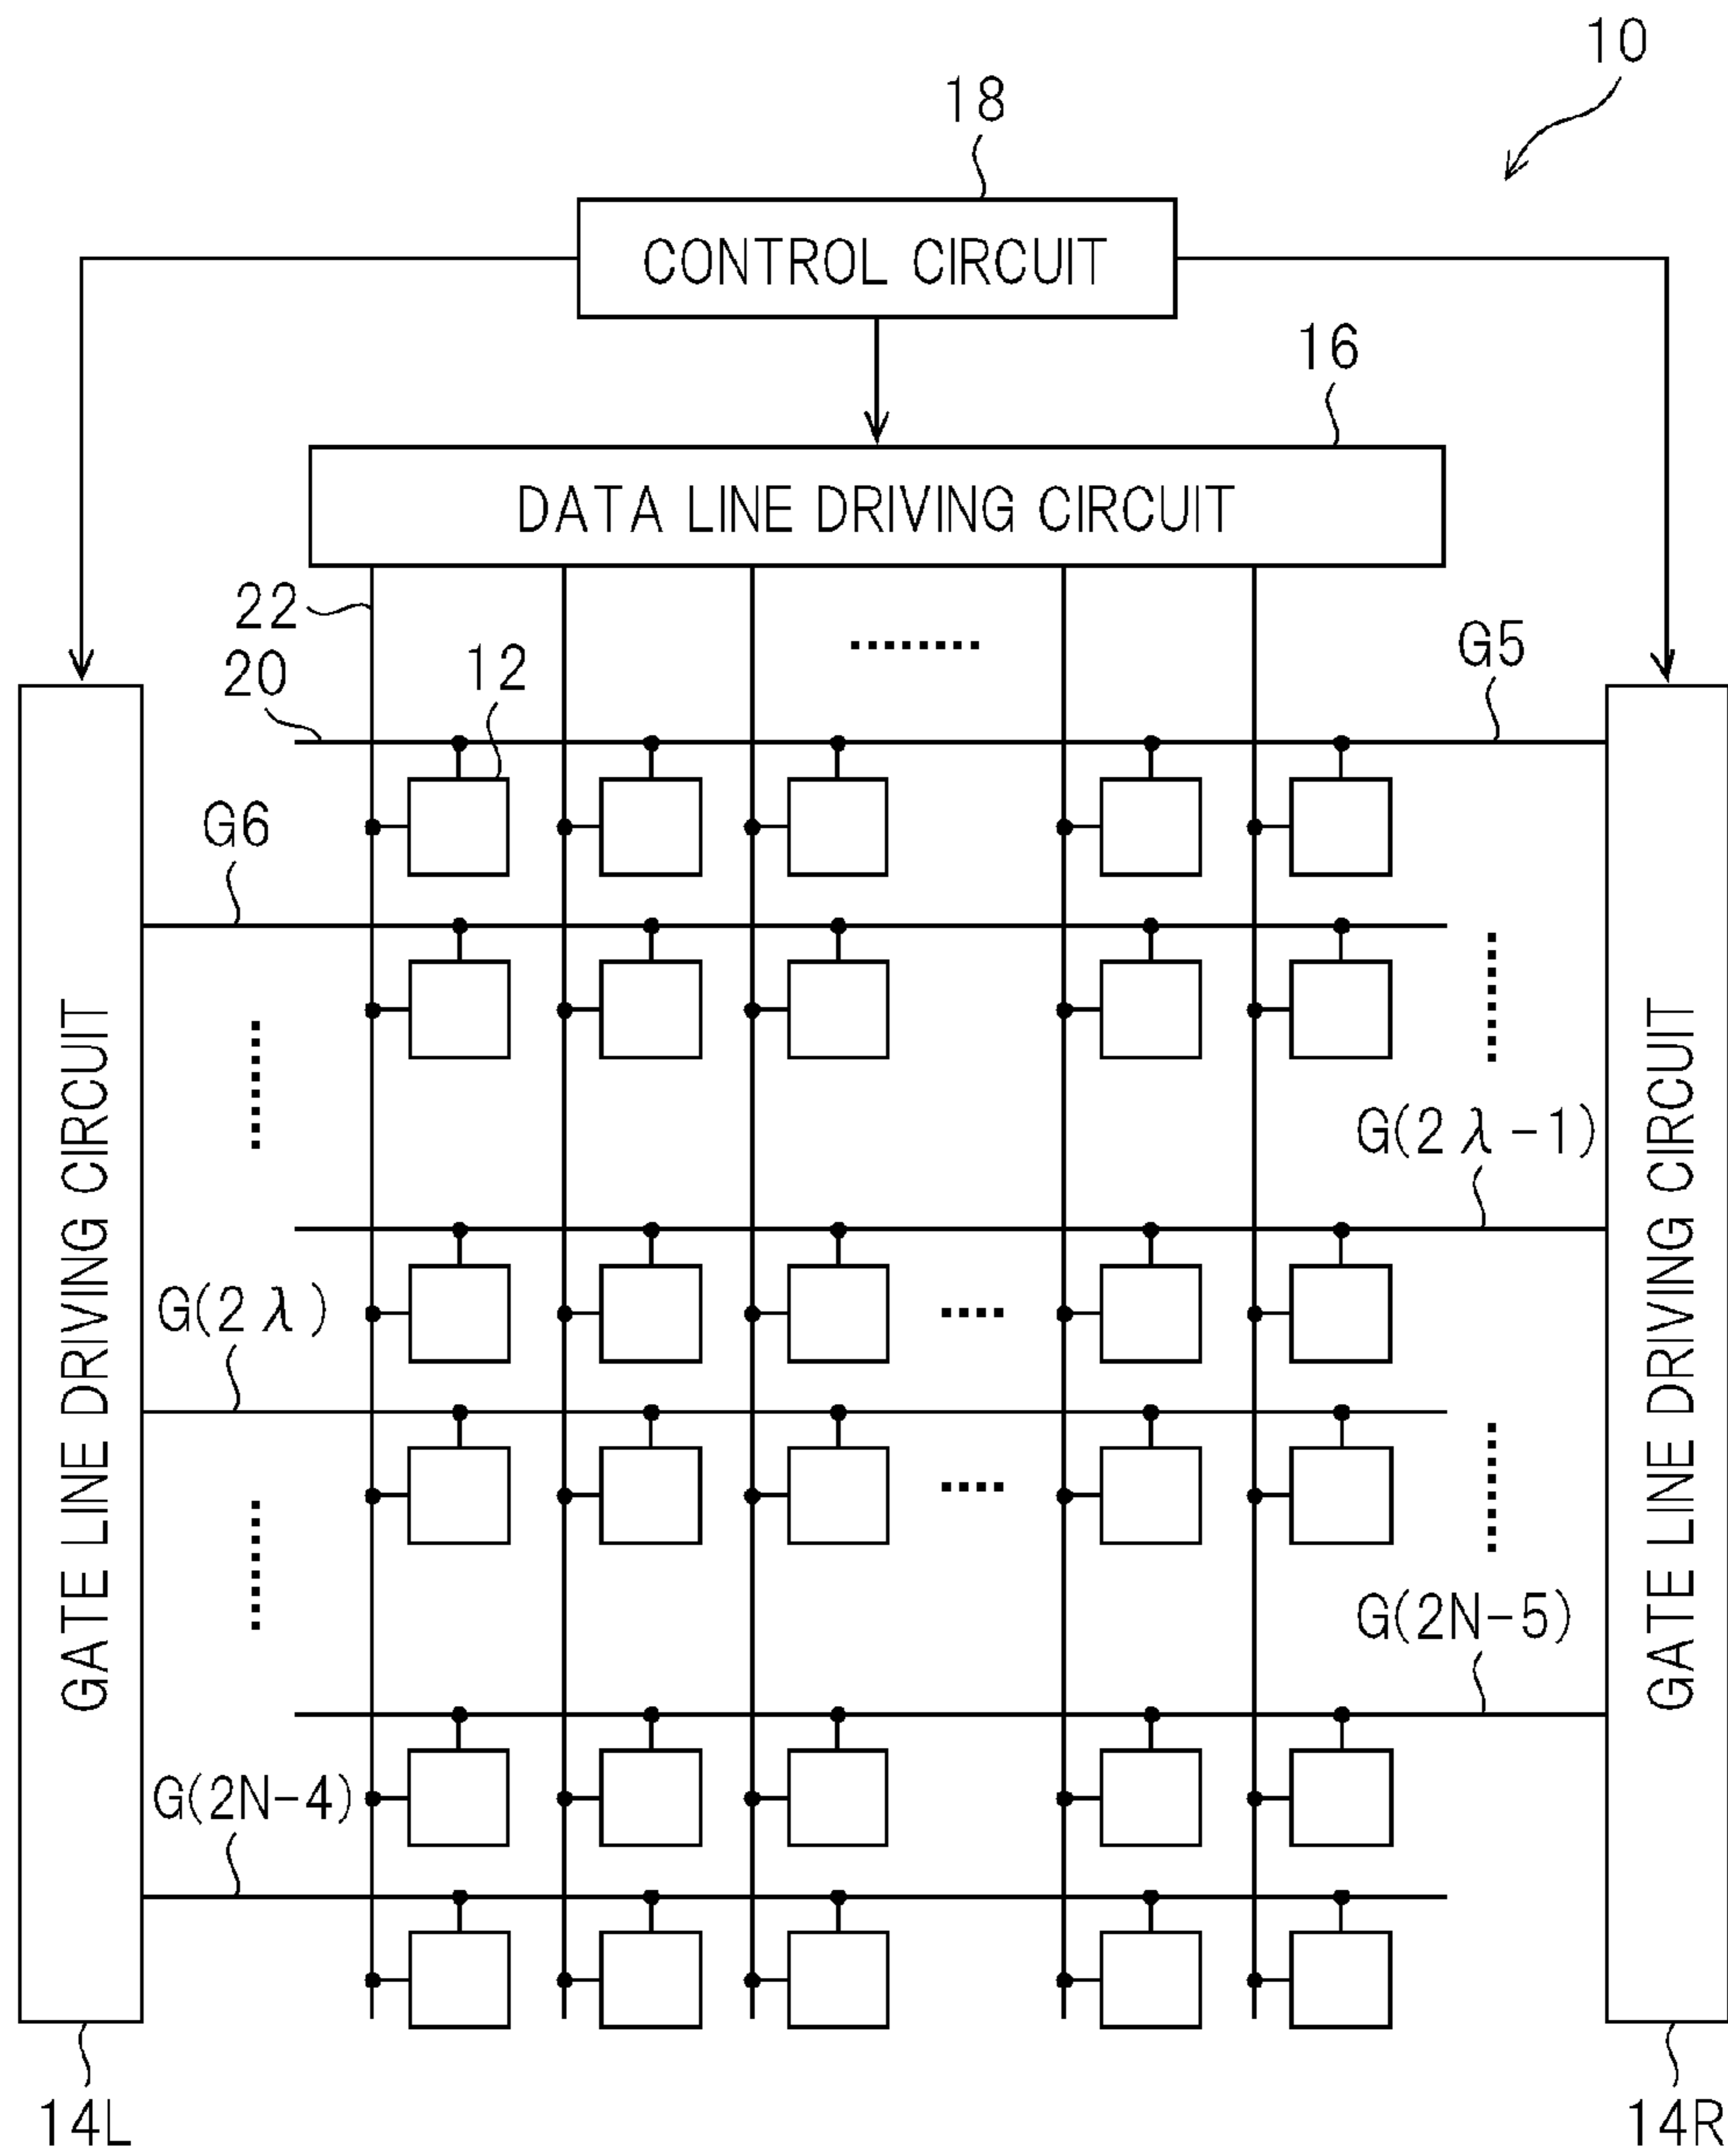 10
18
CONTROL CIRCUIT
16
DATA LINE DRIVING CIRCUIT
22
20
12
G5
G6
GATE LINE DRIVING CIRCUIT
GATE LINE DRIVING CIRCUIT
G(2λ-1)
G(2λ)
G(2N-5)
G(2N-4)
14L
14R